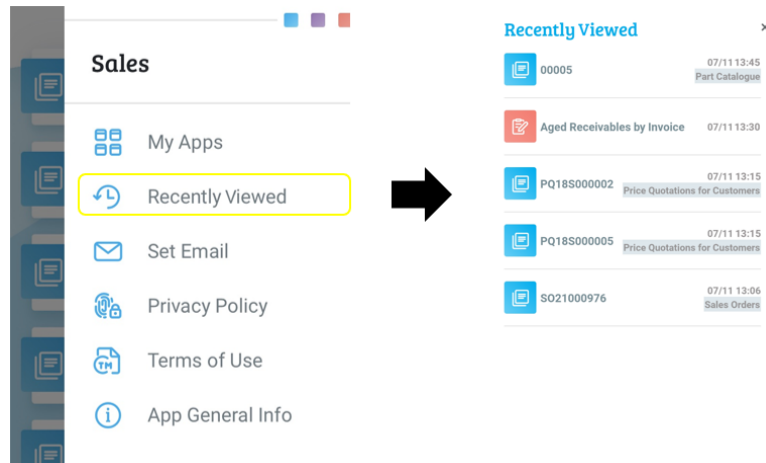 Sales
My Apps
Recently Viewed
Set Email
Privacy Policy
TM
Terms of Use
i
App General Info
Recently Viewed
×
00005
07/11 13:45
Part Catalogue
Aged Receivables by Invoice
07/11 13:30
PQ18S000002
07/11 13:15
Price Quotations for Customers
PQ18S000005
07/11 13:15
Price Quotations for Customers
SO21000976
07/11 13:06
Sales Orders